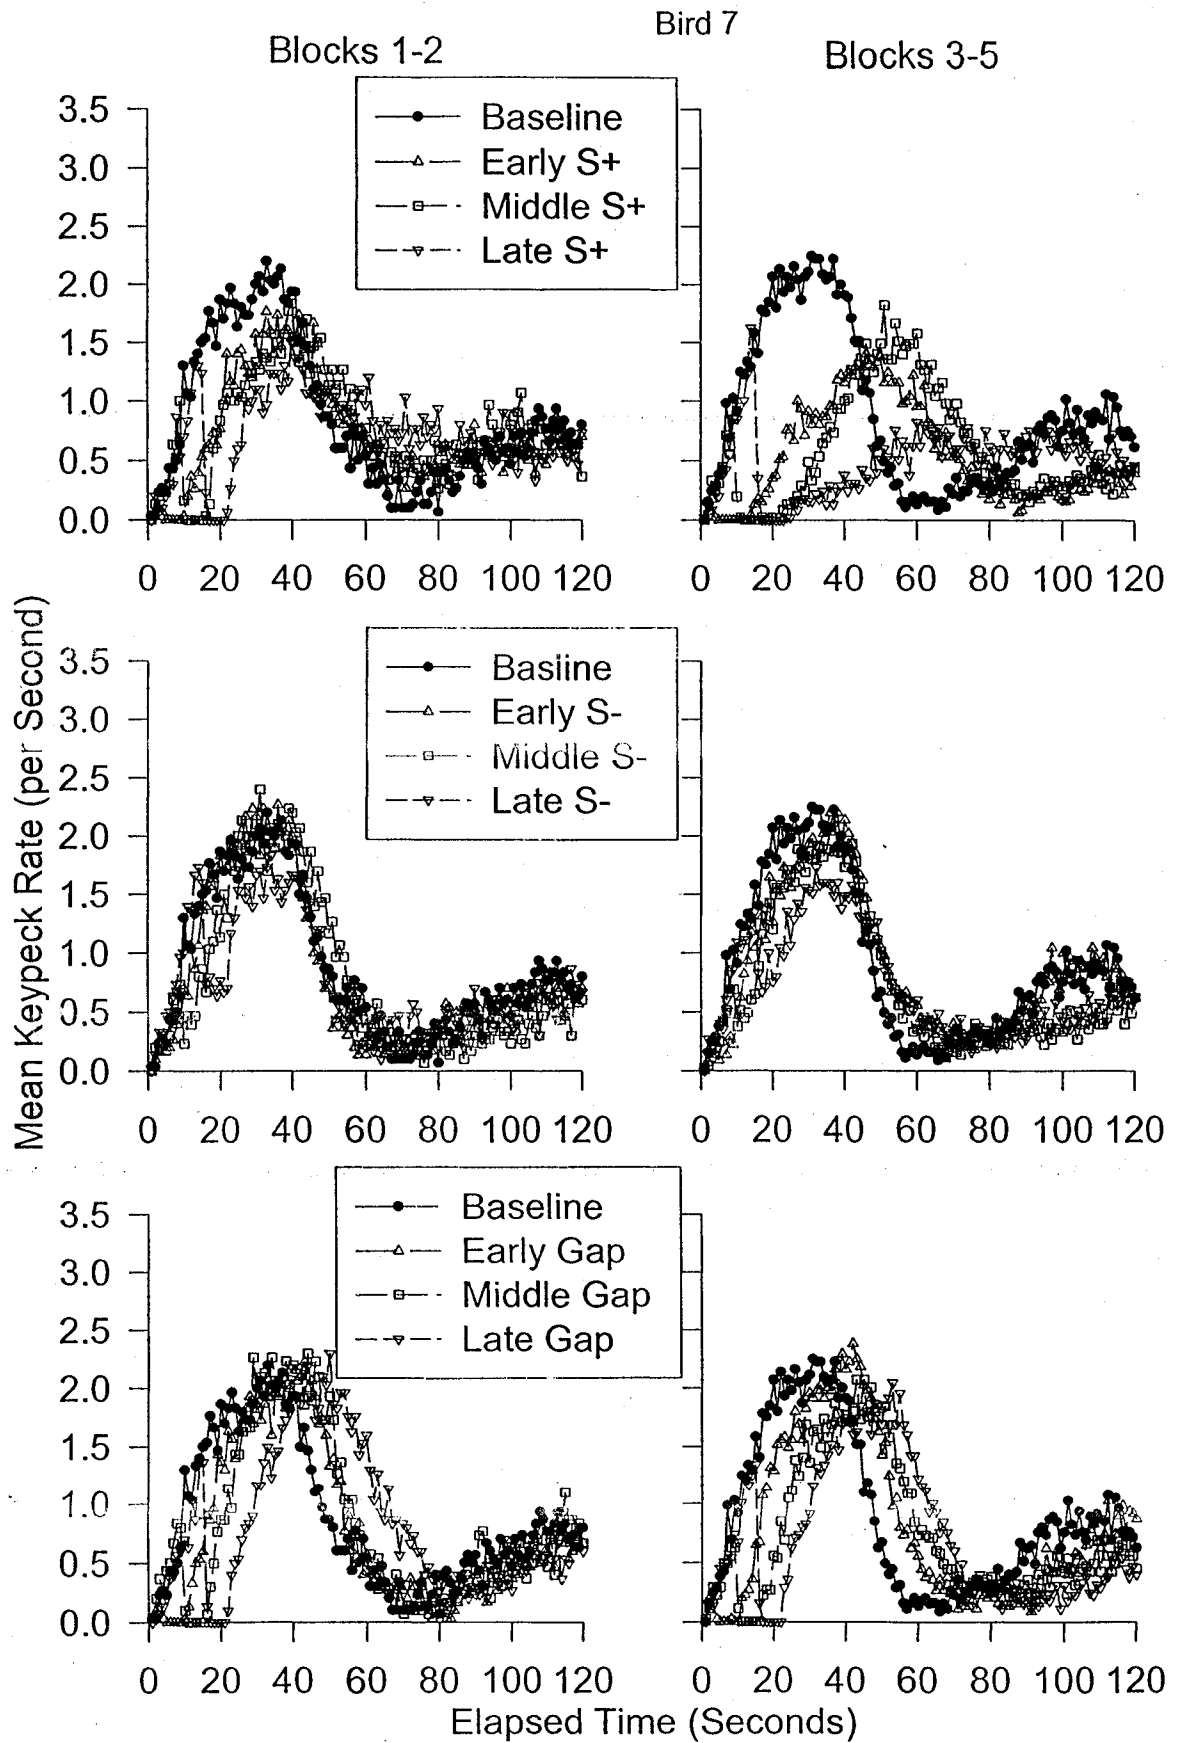 Bird 7
Blocks 1-2
Blocks 3-5
3.5
3.0
2.5
2.0
1.5
1.0
0.5
0.0
Baseline
Early S+
Middle S+
Late S+
0 20 40 60 80 100 120
0 20 40 60 80 100 120
Mean Keypeck Rate (per Second)
3.5
3.0
2.5
2.0
1.5
1.0
0.5
0.0
Basline
Early S-
Middle S-
Late S-
0 20 40 60 80 100 120
0 20 40 60 80 100 120
3.5
3.0
2.5
2.0
1.5
1.0
0.5
0.0
Baseline
Early Gap
Middle Gap
Late Gap
0 20 40 60 80 100 120
0 20 40 60 80 100 120
Elapsed Time (Seconds)